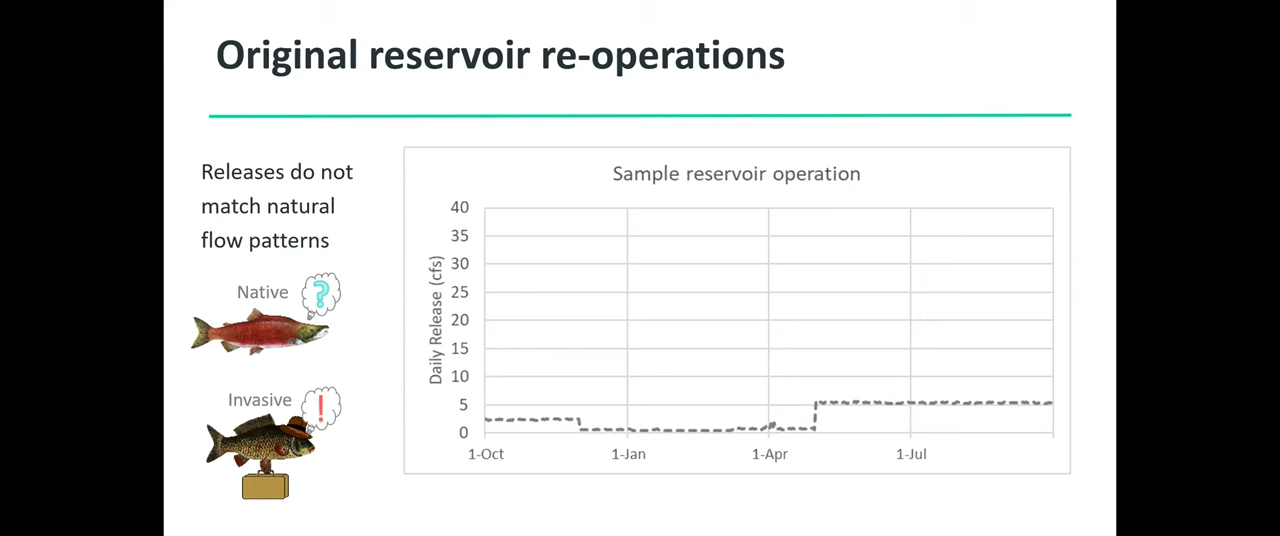 Original reservoir re-operations
Releases do not
match natural
flow patterns
Native
?
Invasive
!
Sample reservoir operation
Daily Release (cfs)
40
35
30
25
20
15
10
5
0
1-Oct
1-Jan
1-Apr
1-Jul